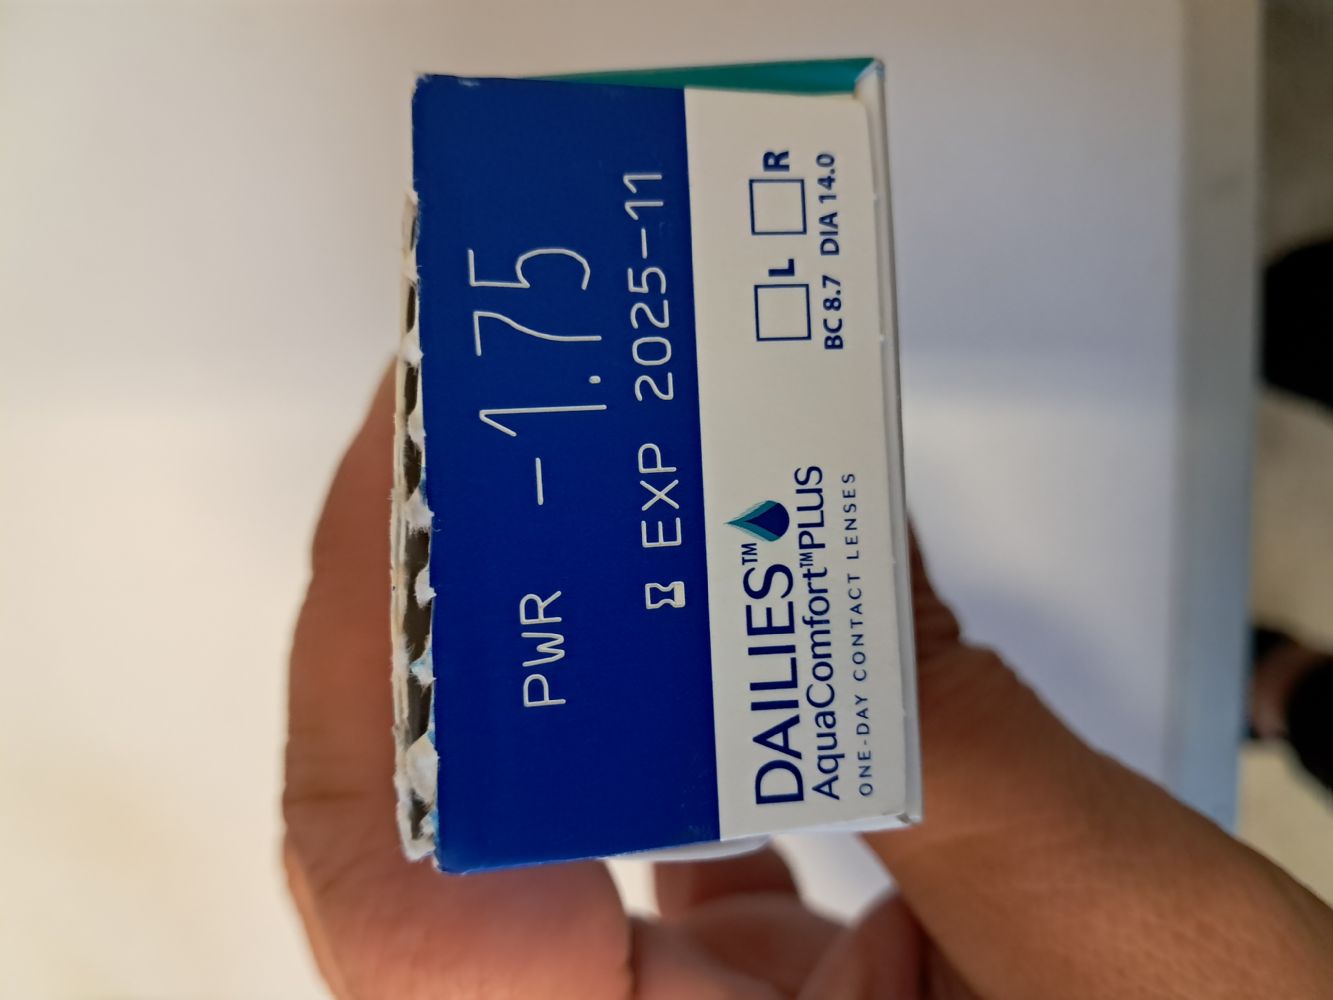 PWR -1.75
EXP 2025-11
DAILIES™
AquaComfort™PLUS
ONE-DAY CONTACT LENSES
L R
BC 8.7 DIA 14.0